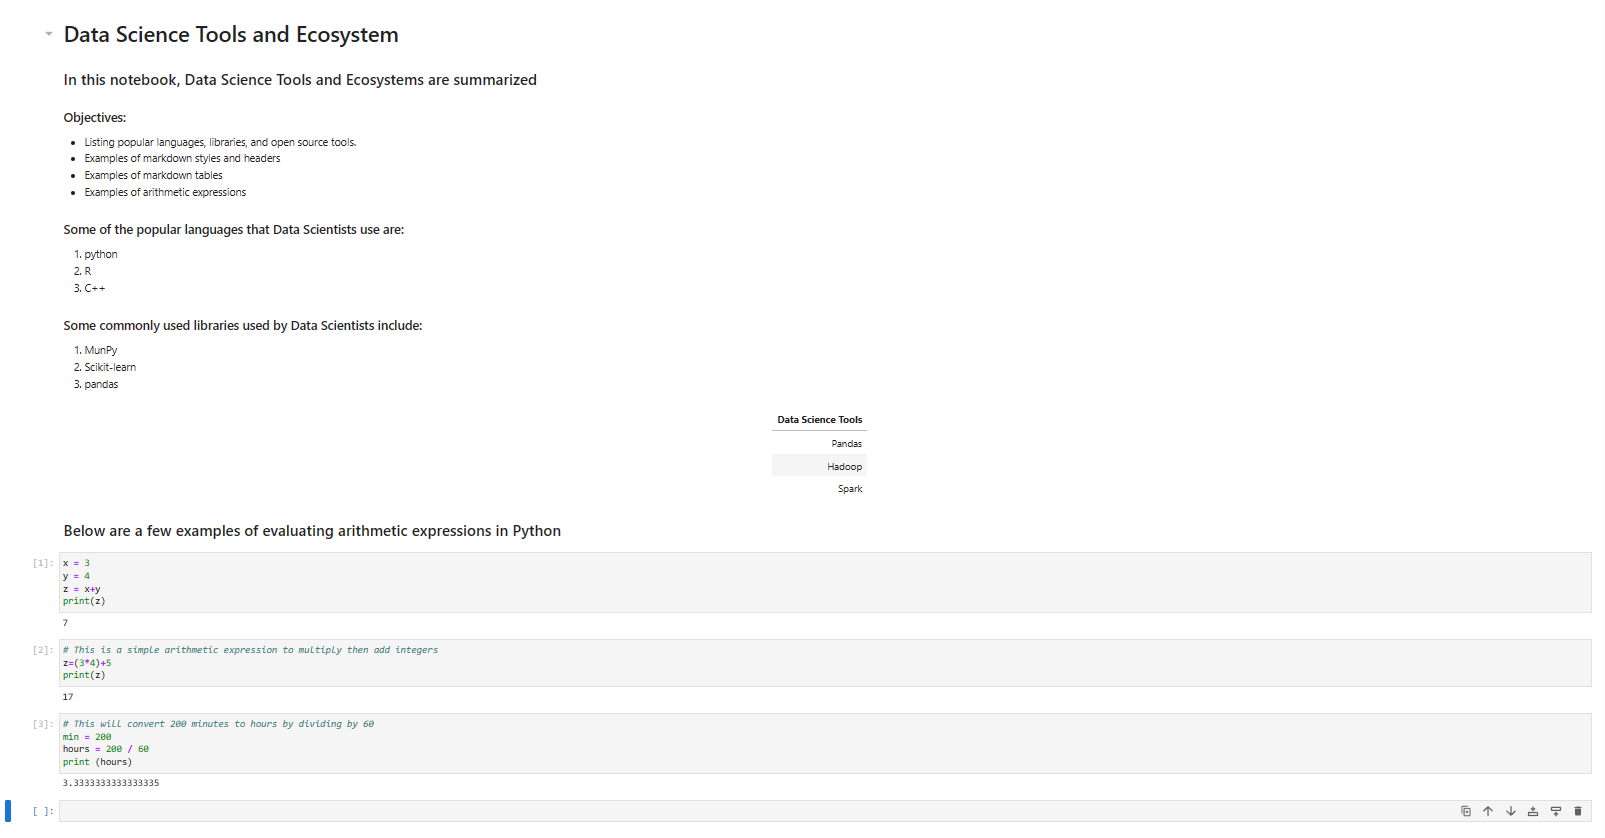 Data Science Tools and Ecosystem
In this notebook, Data Science Tools and Ecosystems are summarized
Objectives:
• Listing popular languages, libraries, and open source tools.
• Examples of markdown styles and headers
• Examples of markdown tables
• Examples of arithmetic expressions
Some of the popular languages that Data Scientists use are:
1. python
2. R
3. C++
Some commonly used libraries used by Data Scientists include:
1. MunPy
2. Scikit-learn
3. pandas
Data Science Tools
Pandas
Hadoop
Spark
Below are a few examples of evaluating arithmetic expressions in Python
[1]: x = 3
y = 4
z = x+y
print(z)
7
[2]: # This is a simple arithmetic expression to multiply then add integers
z=(3*4)+5
print(z)
17
[3]: # This will convert 200 minutes to hours by dividing by 60
min = 200
hours = 200 / 60
print (hours)
3.3333333333333335
[ ]: